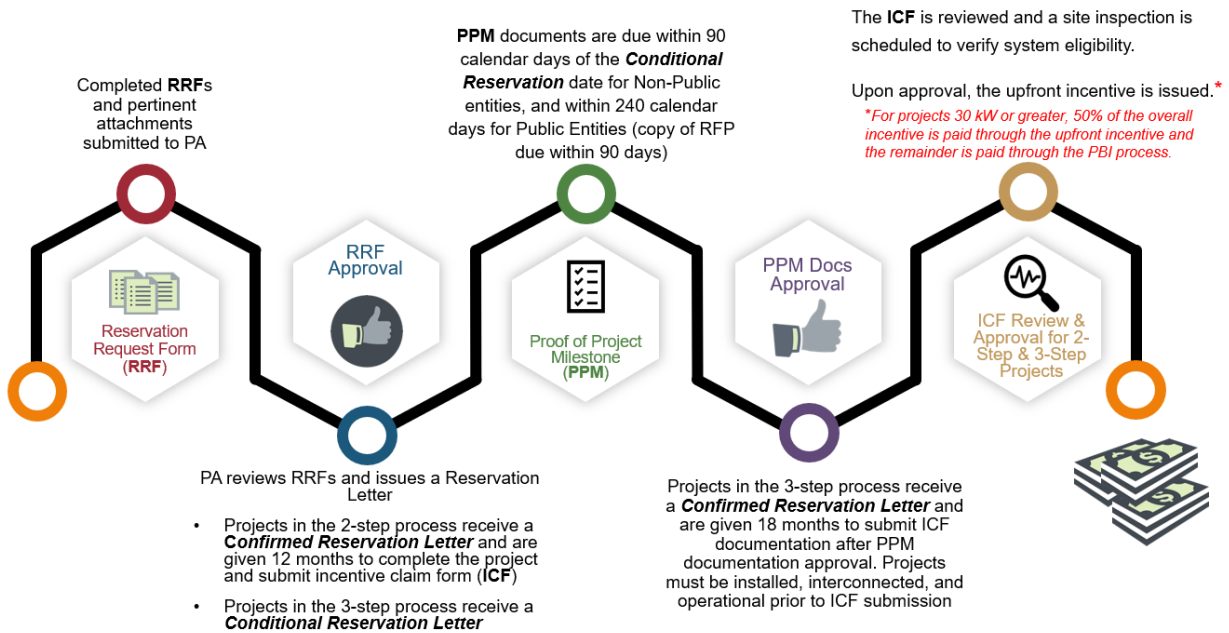 Completed RRFs
and pertinent
attachments
submitted to PA
Reservation
Request Form
(RRF)
RRF
Approval
PA reviews RRFs and issues a Reservation
Letter
• Projects in the 2-step process receive a
Confirmed Reservation Letter and are
given 12 months to complete the project
and submit incentive claim form (ICF)
• Projects in the 3-step process receive a
Conditional Reservation Letter
PPM documents are due within 90
calendar days of the Conditional
Reservation date for Non-Public
entities, and within 240 calendar
days for Public Entities (copy of RFP
due within 90 days)
Proof of Project
Milestone
(PPM)
PPM Docs
Approval
Projects in the 3-step process receive
a Confirmed Reservation Letter and
are given 18 months to submit ICF
documentation after PPM
documentation approval. Projects
must be installed, interconnected, and
operational prior to ICF submission
The ICF is reviewed and a site inspection is
scheduled to verify system eligibility.
Upon approval, the upfront incentive is issued.*
*For projects 30 kW or greater, 50% of the overall
incentive is paid through the upfront incentive and
the remainder is paid through the PBI process.
ICF Review &
Approval for 2-
Step & 3-Step
Projects